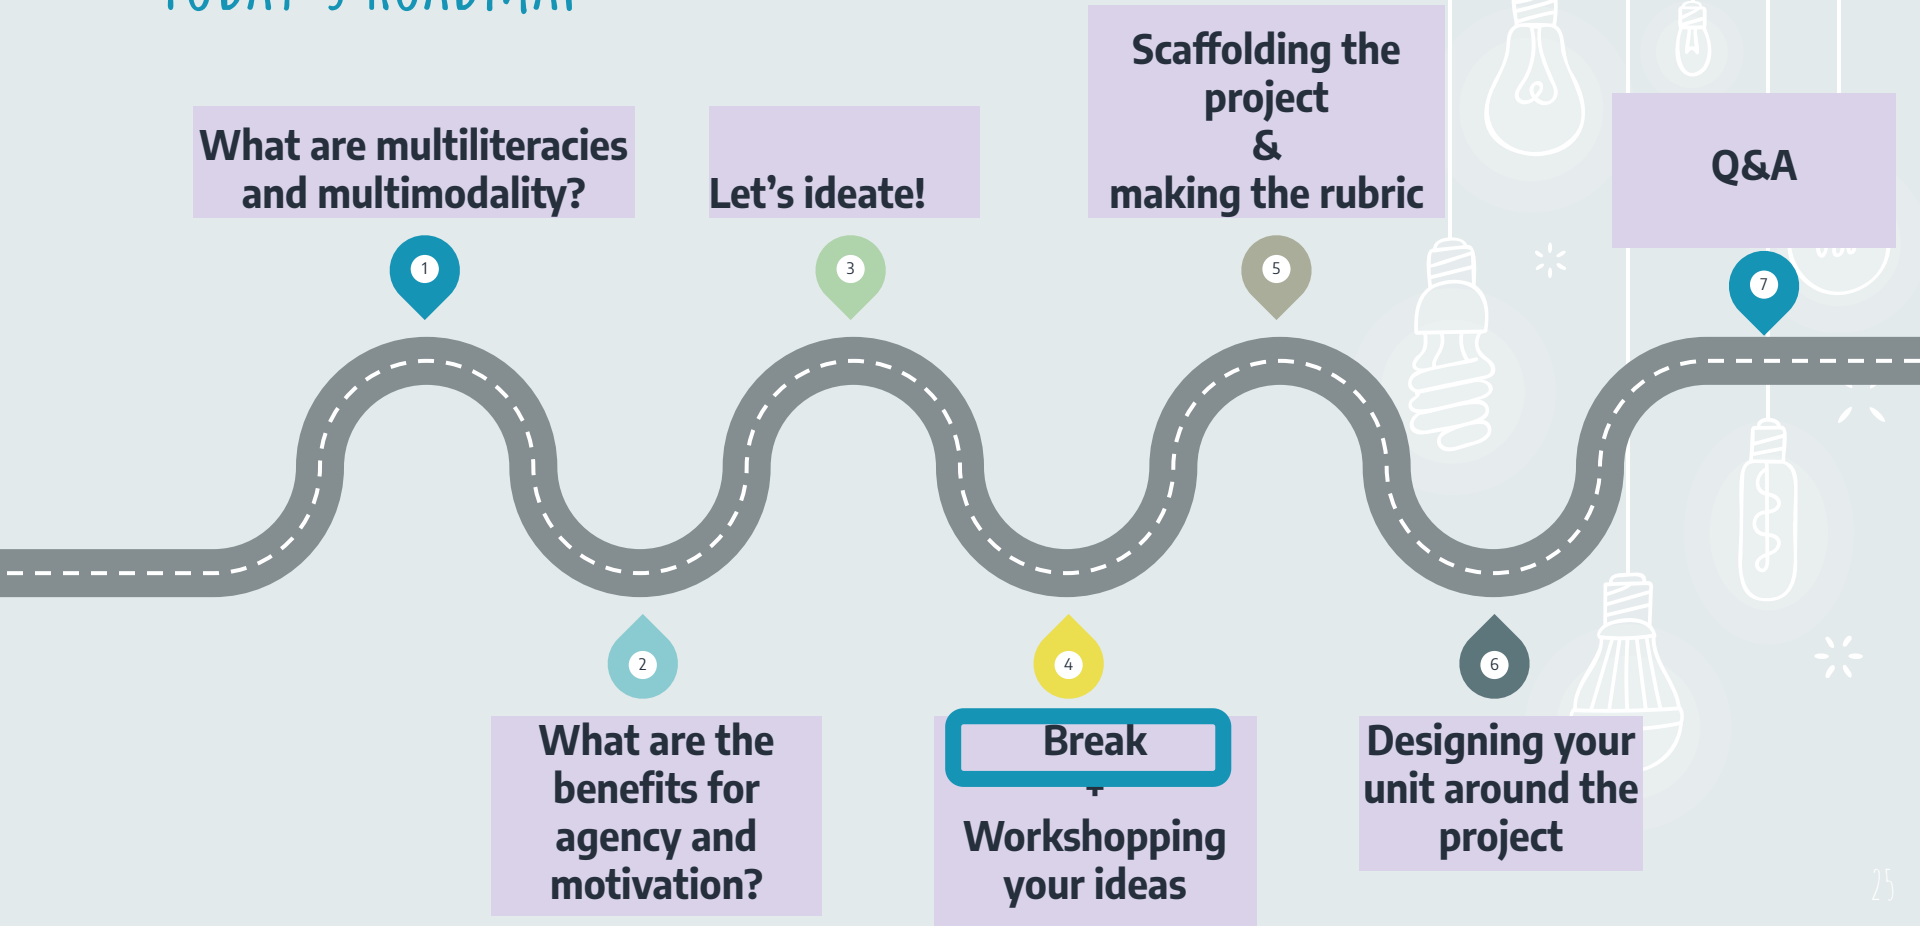 TODAY'S ROADMAP
What are multiliteracies
and multimodality?
1
What are the
benefits for
agency and
motivation?
2
Let's ideate!
3
Break
+
Workshopping
your ideas
4
Scaffolding the
project
&
making the rubric
5
Designing your
unit around the
project
6
Q&A
7
25